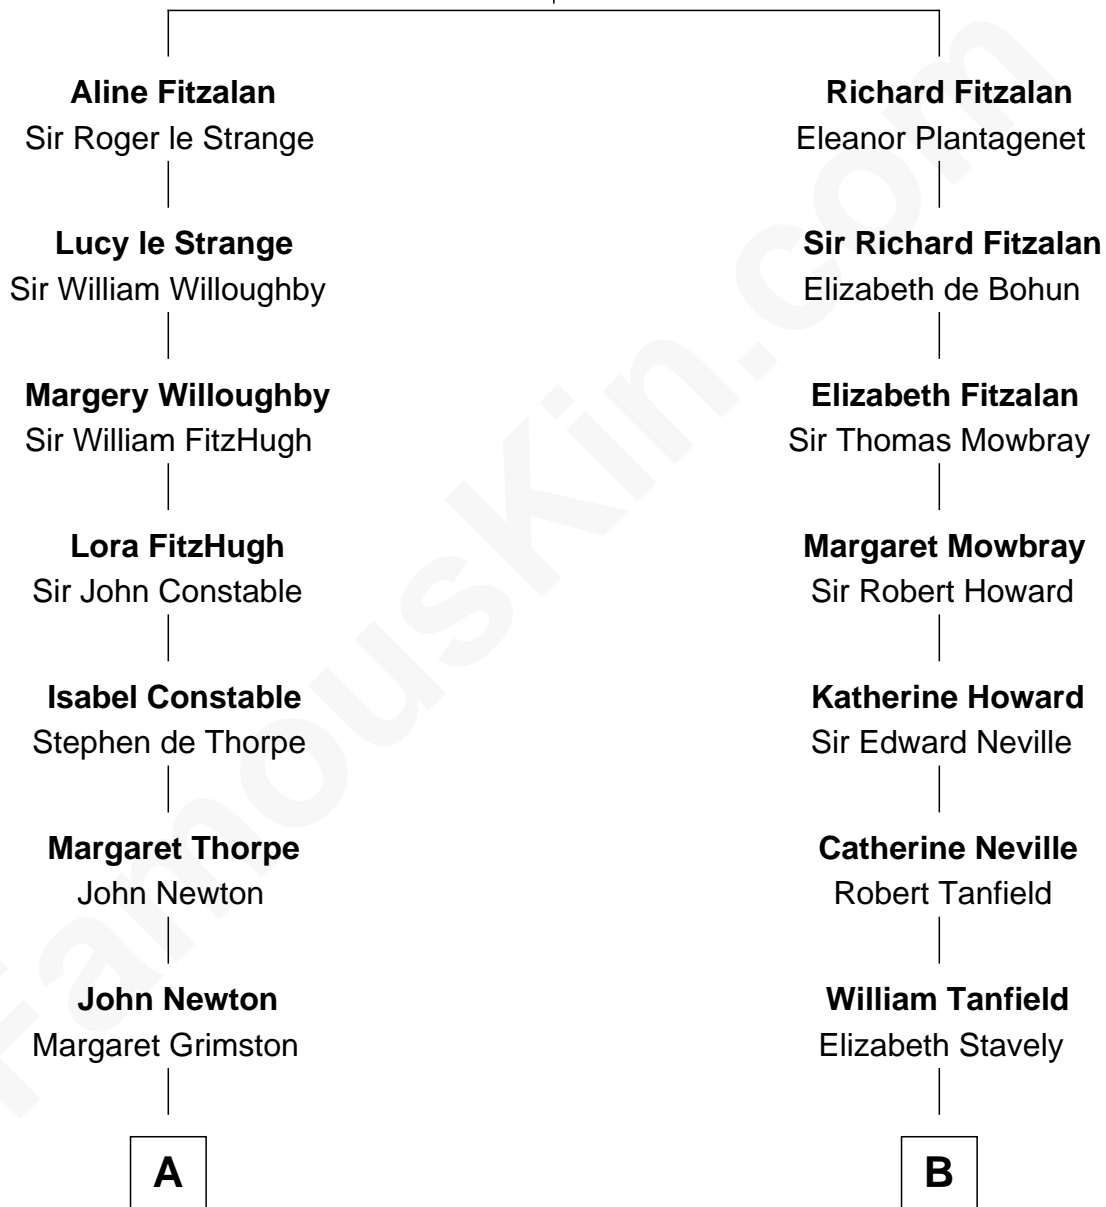 Aline Fitzalan
Sir Roger le Strange
Richard Fitzalan
Eleanor Plantagenet
Lucy le Strange
Sir William Willoughby
Sir Richard Fitzalan
Elizabeth de Bohun
Margery Willoughby
Sir William FitzHugh
Elizabeth Fitzalan
Sir Thomas Mowbray
Lora FitzHugh
Sir John Constable
Margaret Mowbray
Sir Robert Howard
Isabel Constable
Stephen de Thorpe
Katherine Howard
Sir Edward Neville
Margaret Thorpe
John Newton
Catherine Neville
Robert Tanfield
John Newton
Margaret Grimston
William Tanfield
Elizabeth Stavely
A
B
FamousKin.com